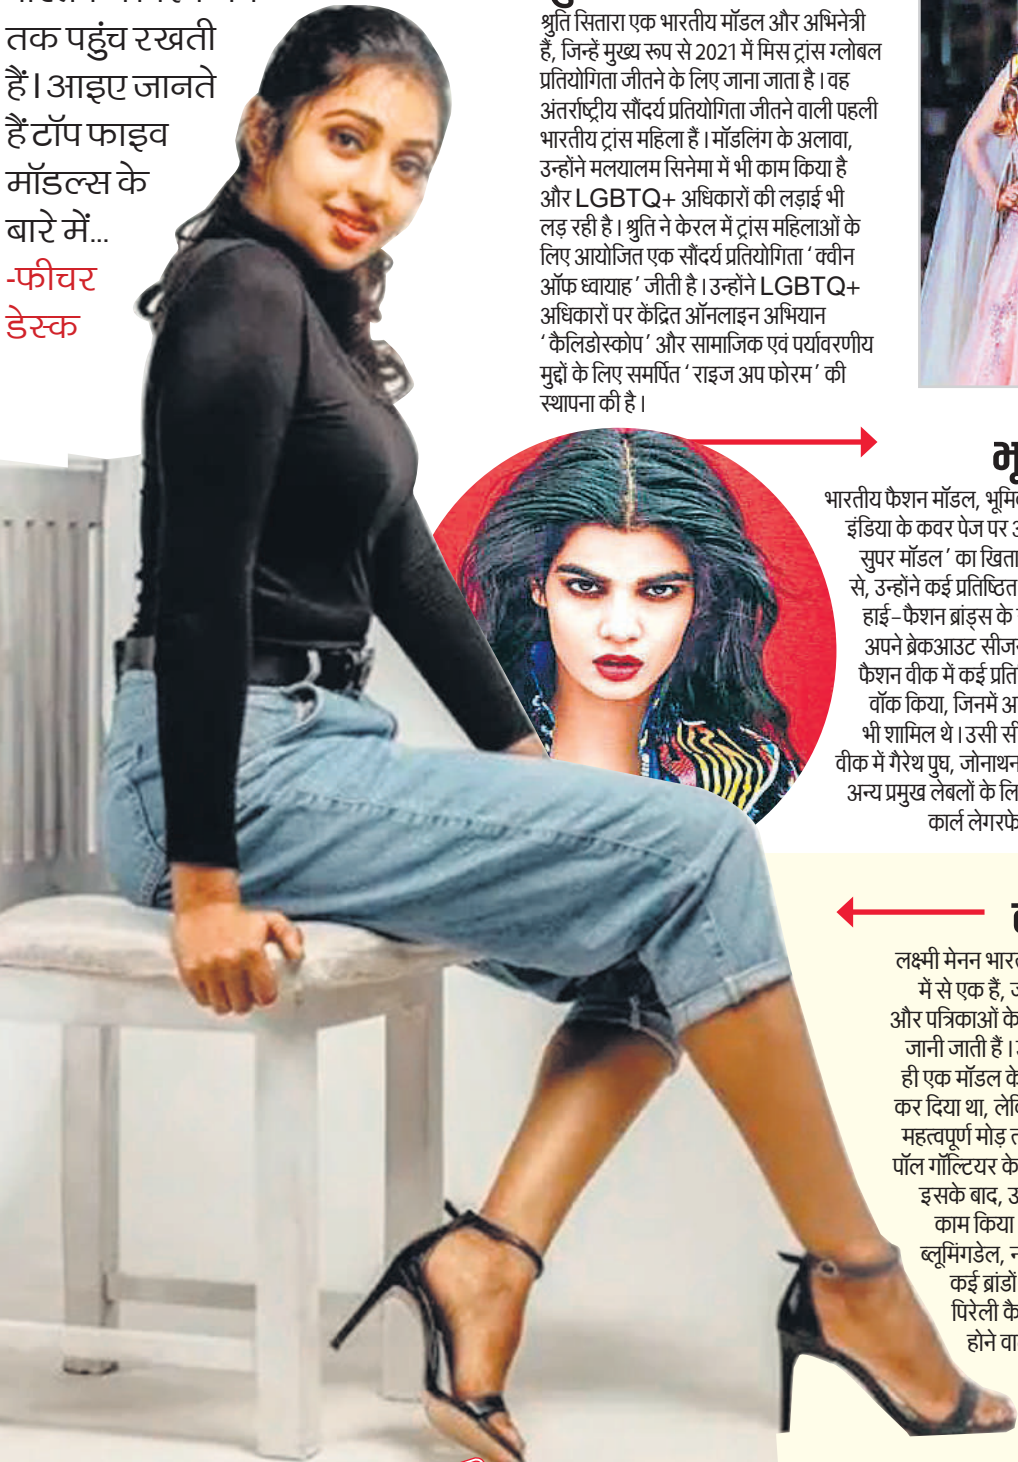 तक पहुंच रखती
हैं। आइए जानते
हैं टॉप फाइव
मॉडल्स के
बारे में...
-फीचर
डेस्क
श्रुति सितारा एक भारतीय मॉडल और अभिनेत्री
हैं, जिन्हें मुख्य रूप से 2021 में मिस ट्रांस ग्लोबल
प्रतियोगिता जीतने के लिए जाना जाता है। वह
अंतर्राष्ट्रीय सौंदर्य प्रतियोगिता जीतने वाली पहली
भारतीय ट्रांस महिला हैं। मॉडलिंग के अलावा,
उन्होंने मलयालम सिनेमा में भी काम किया है
और LGBTQ+ अधिकारों की लड़ाई भी
लड़ रही है। श्रुति ने केरल में ट्रांस महिलाओं के
लिए आयोजित एक सौंदर्य प्रतियोगिता ‘क्वीन
ऑफ ध्वायाह’ जीती है। उन्होंने LGBTQ+
अधिकारों पर केंद्रित ऑनलाइन अभियान
‘कैलिडोस्कोप’ और सामाजिक एवं पर्यावरणीय
मुद्दों के लिए समर्पित ‘राइज अप फोरम’ की
स्थापना की है।
भू
भारतीय फैशन मॉडल, भूमि
इंडिया के कवर पेज पर
सुपर मॉडल’ का खिता
से, उन्होंने कई प्रतिष्ठित
हाई-फैशन ब्रांड्स के
अपने ब्रेकआउट सीज
फैशन वीक में कई प्रति
वॉक किया, जिनमें अ
भी शामिल थे। उसी सी
वीक में गैरेथ पुघ, जोनाथन
अन्य प्रमुख लेबलों के लि
कार्ल लेगरफे
लक्ष्मी मेनन भार
में से एक हैं, ज
और पत्रिकाओं के
जानी जाती हैं।
ही एक मॉडल के
कर दिया था, लेकि
महत्वपूर्ण मोड़ त
पॉल गॉल्टियर के
इसके बाद, उ
काम किया
ब्लूमिंगडेल, न
कई ब्रांडों
पिरेली कै
होने वा